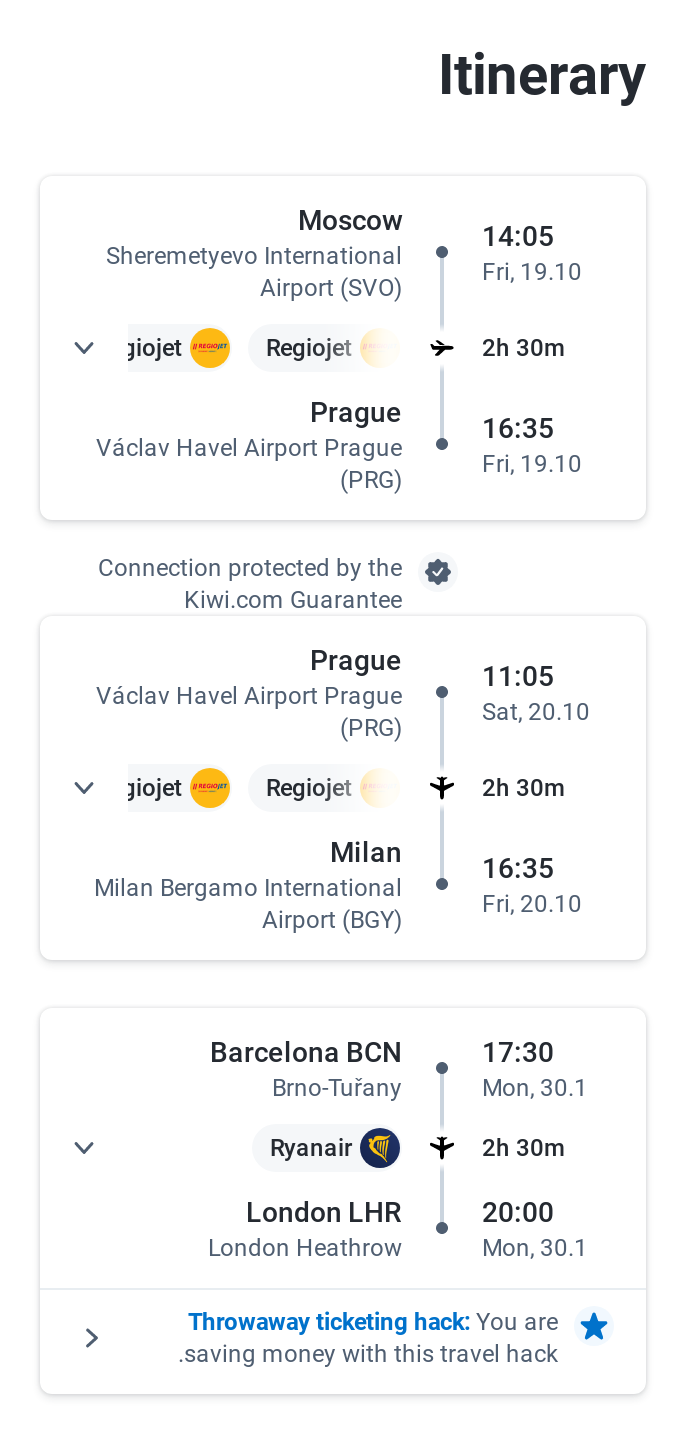 Itinerary
14:05
Fri, 19.10
Moscow
Sheremetyevo International
Airport (SVO)
2h 30m
Regiojet
giojet
REGIOJET
16:35
Fri, 19.10
Prague
Václav Havel Airport Prague
(PRG)
Connection protected by the
Kiwi.com Guarantee
11:05
Sat, 20.10
Prague
Václav Havel Airport Prague
(PRG)
2h 30m
Regiojet
giojet
REGIOJET
16:35
Fri, 20.10
Milan
Milan Bergamo International
Airport (BGY)
17:30
Mon, 30.1
Barcelona BCN
Brno-Tuřany
2h 30m
Ryanair
20:00
Mon, 30.1
London LHR
London Heathrow
Throwaway ticketing hack: You are
.saving money with this travel hack